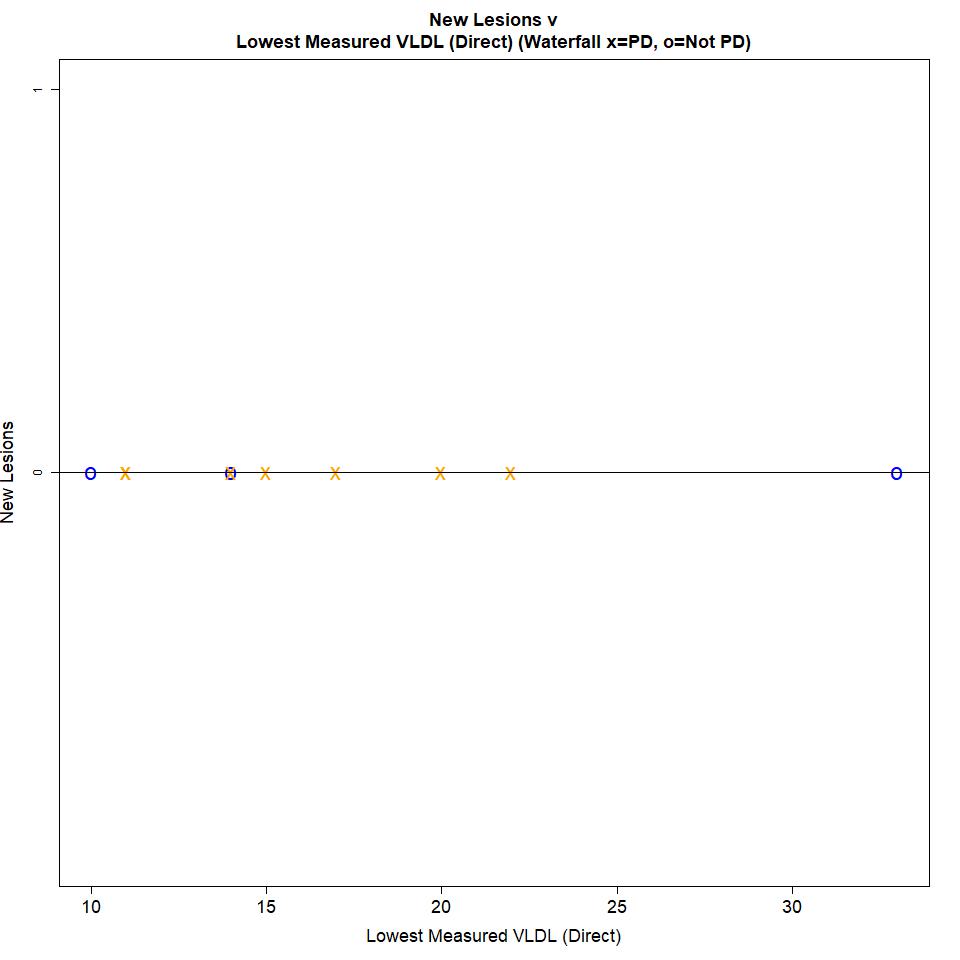 New Lesions v
Lowest Measured VLDL (Direct) (Waterfall x=PD, o=Not PD)
1
New Lesions
0
o x x o x x x x o
10 15 20 25 30
Lowest Measured VLDL (Direct)